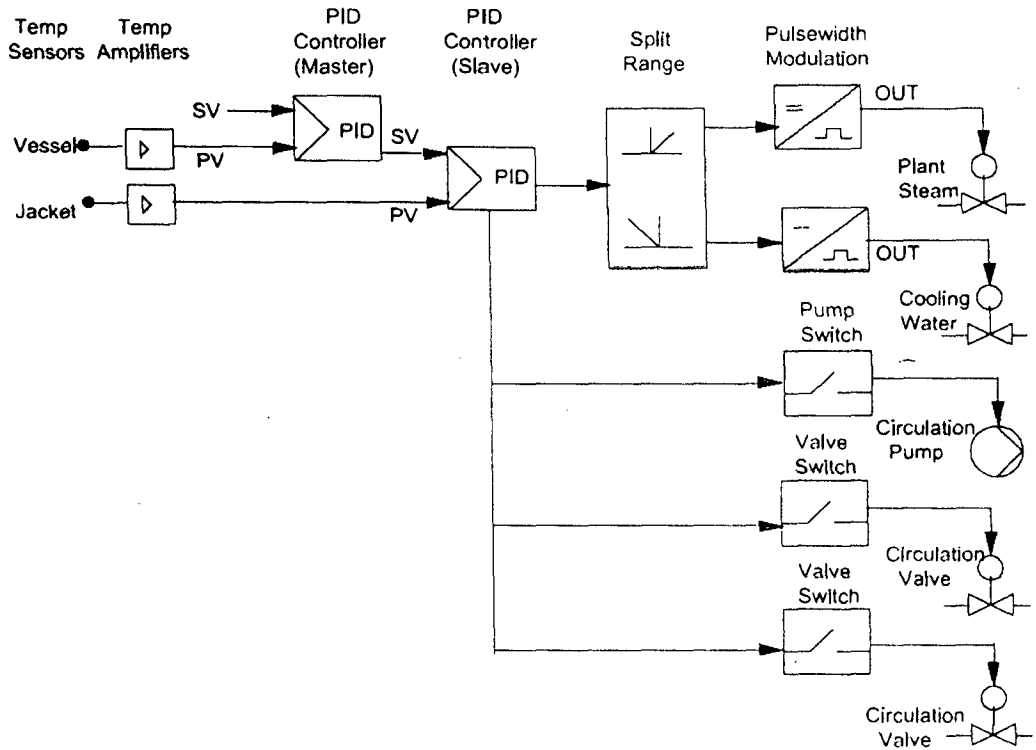 Temp
Sensors
Temp
Amplifiers
PID
Controller
(Master)
PID
Controller
(Slave)
Split
Range
Pulsewidth
Modulation
SV
PID
SV
OUT
Vessel
PV
PID
Plant
Steam
Jacket
PV
OUT
Cooling
Water
Pump
Switch
Circulation
Pump
Valve
Switch
Circulation
Valve
Valve
Switch
Circulation
Valve